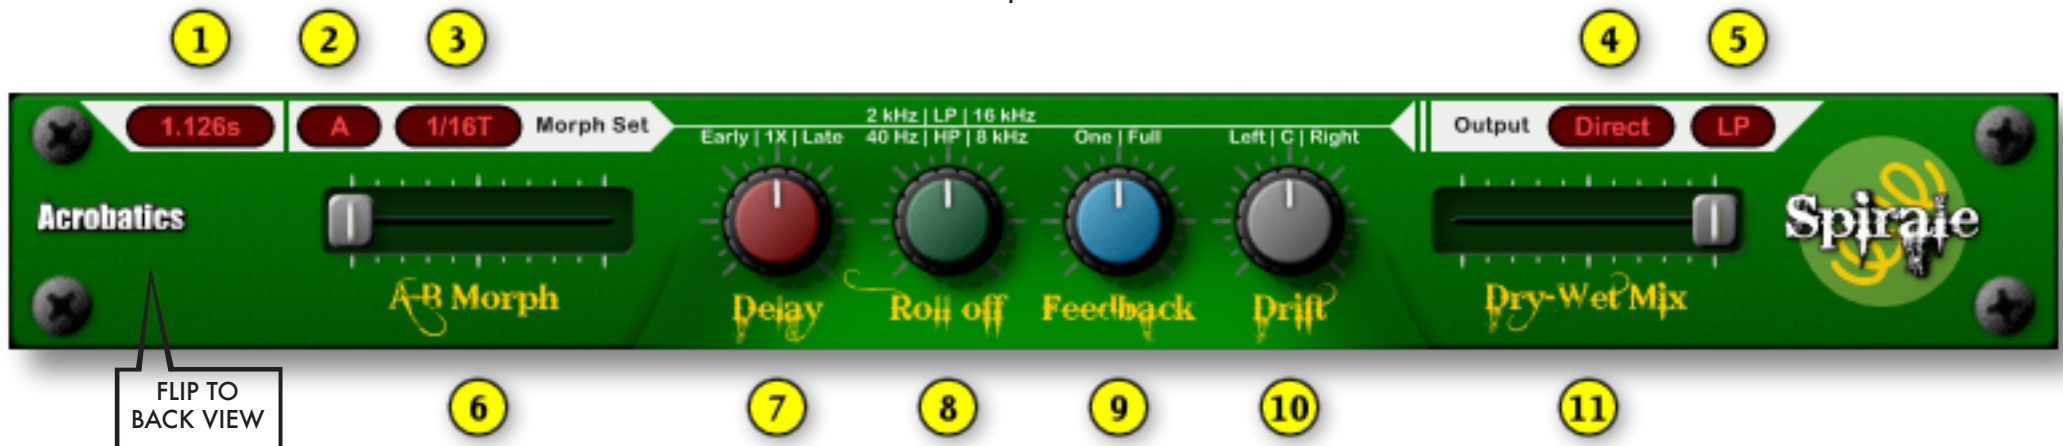 1 2 3 4 5
1.126s A 1/16T Morph Set
2 kHz | LP | 16 kHz
Early | 1X | Late 40 Hz | HP | 8 kHz One | Full Left | C | Right
Output Direct LP
Acrobatics
Spirale
A-B Morph Delay Roll off Feedback Drift Dry-Wet Mix
FLIP TO
BACK VIEW
6 7 8 9 10 11